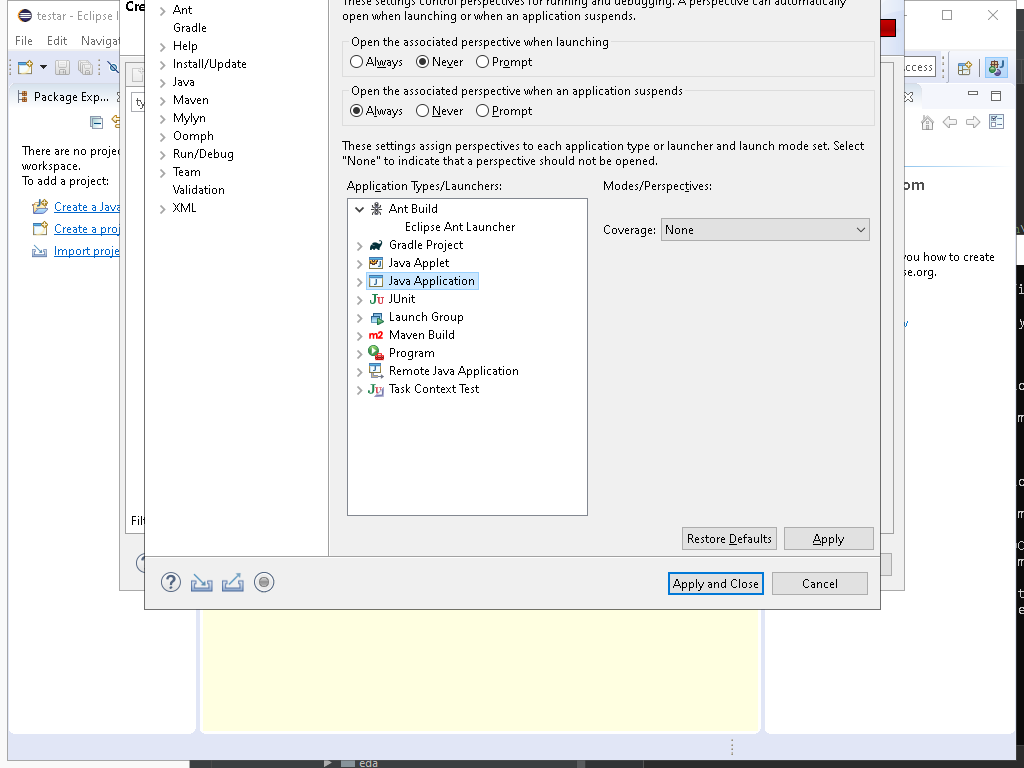 testar - Eclipse I
Cre
File Edit Navigat
Package Exp...
ty
There are no proje
workspace.
To add a project:
Create a Java
Create a proj
Import proje
Filt
Ant
Gradle
Help
Install/Update
Java
Maven
Mylyn
Oomph
Run/Debug
Team
Validation
XML
These settings control perspectives for running and debugging. A perspective can automatically
open when launching or when an application suspends.
Open the associated perspective when launching
Always Never Prompt
Open the associated perspective when an application suspends
Always Never Prompt
These settings assign perspectives to each application type or launcher and launch mode set. Select
"None" to indicate that a perspective should not be opened.
Application Types/Launchers:
Modes/Perspectives:
Ant Build
Eclipse Ant Launcher
Gradle Project
Java Applet
Java Application
JUnit
Launch Group
Maven Build
Program
Remote Java Application
Task Context Test
Coverage: None
Restore Defaults Apply
Apply and Close Cancel
ccess
om
you how to create
se.org.
eda